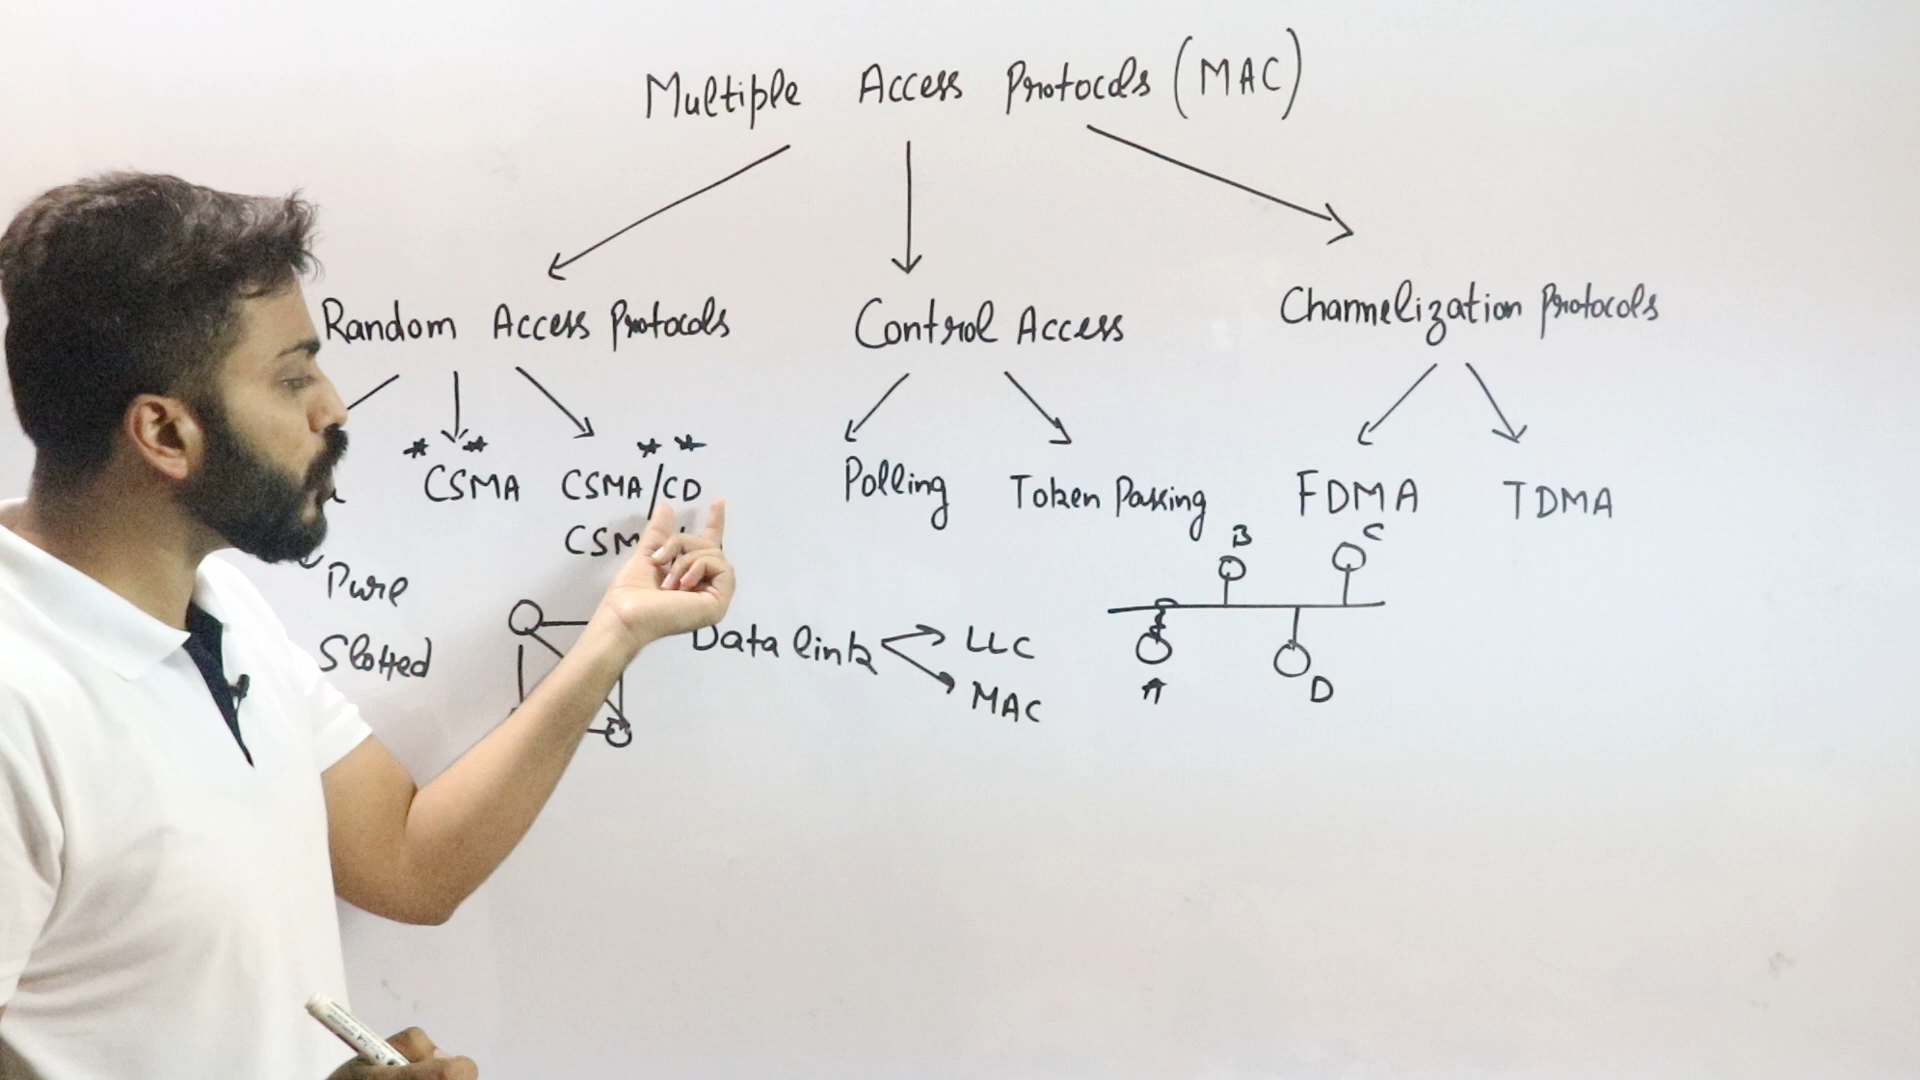 Multiple Access Protocols (MAC)
Random Access Protocols
Control Access
Channelization Protocols
* *
CSMA
* *
CSMA/CD
CSM
Polling
Token Passing
FDMA
TDMA
Pure
Slotted
Data link
LLC
MAC
B
C
A
D